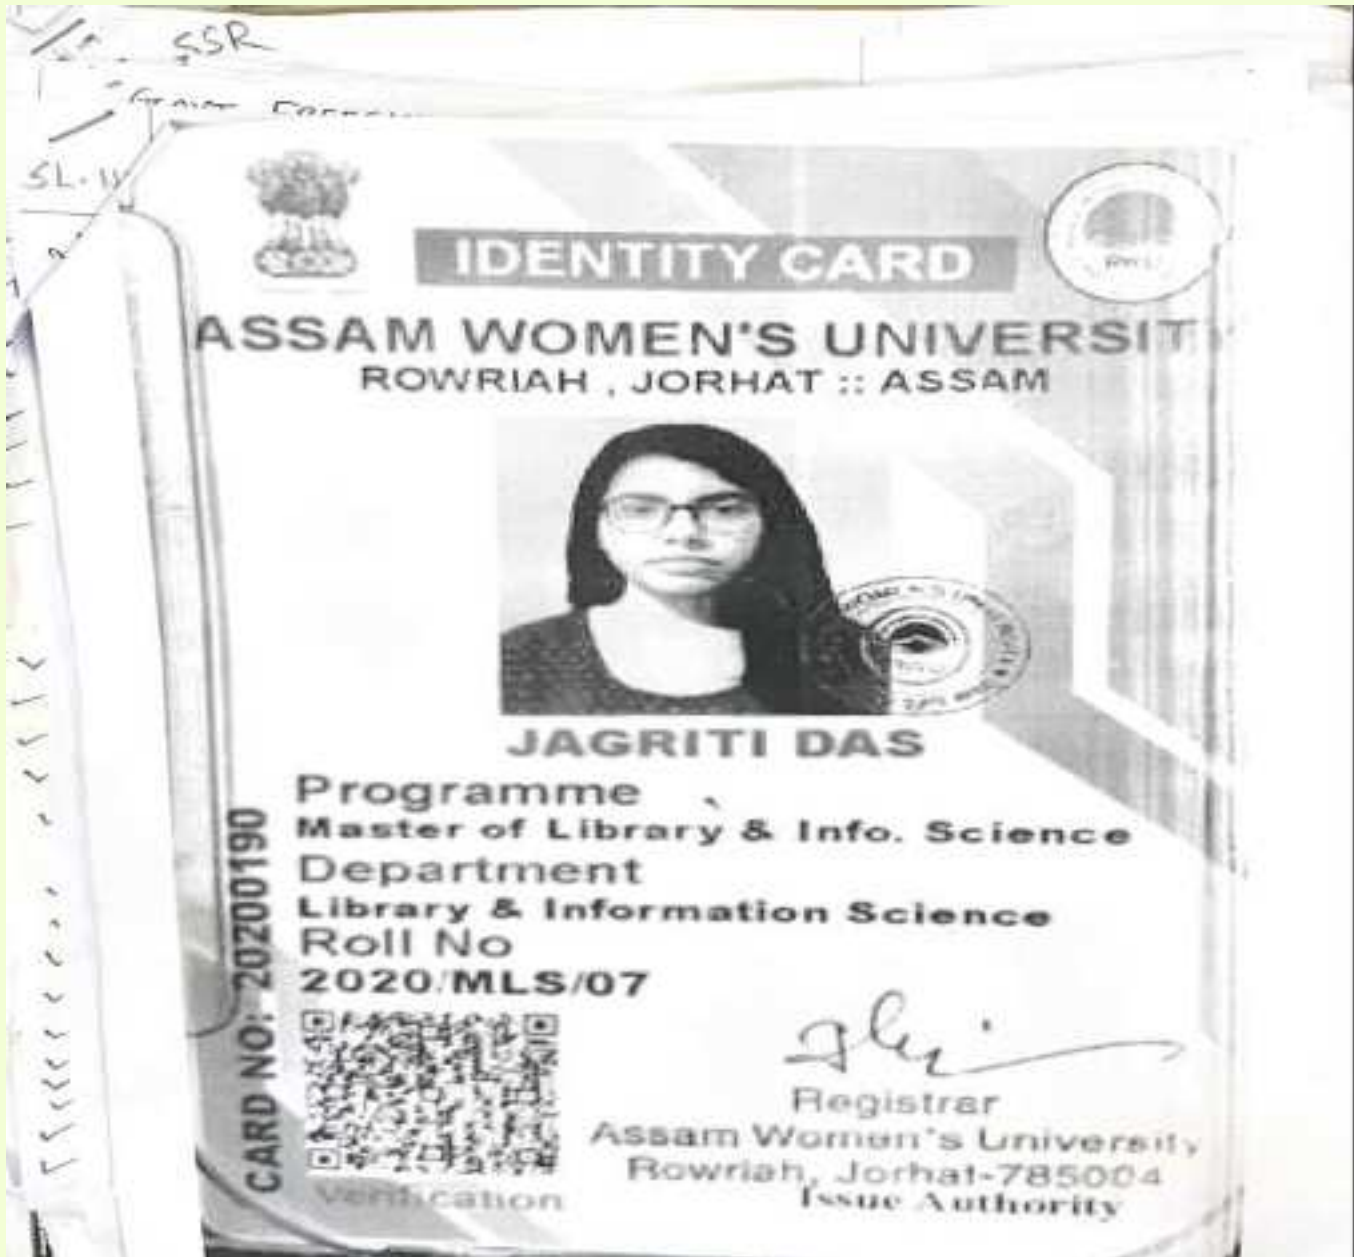 SSR
SL.
IDENTITY CARD
ASSAM WOMEN'S UNIVERSIT
ROWRIAH , JORHAT :: ASSAM
JAGRITI DAS
Programme
Master of Library & Info. Science
Department
Library & Information Science
Roll No
2020/MLS/07
CARD NO: 20200190
Verification
Registrar
Assam Women's University
Rowriah, Jorhat-785004
Issue Authority